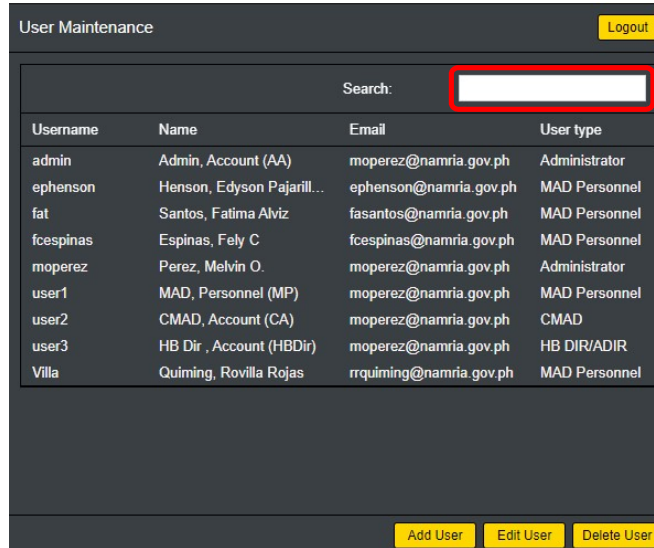 User Maintenance Logout
Search:
Username Name Email User type
admin Admin, Account (AA) moperez@namria.gov.ph Administrator
ephenson Henson, Edyson Pajarill... ephenson@namria.gov.ph MAD Personnel
fat Santos, Fatima Alviz fasantos@namria.gov.ph MAD Personnel
fcespinas Espinas, Fely C fcespinas@namria.gov.ph MAD Personnel
moperez Perez, Melvin O. moperez@namria.gov.ph Administrator
user1 MAD, Personnel (MP) moperez@namria.gov.ph MAD Personnel
user2 CMAD, Account (CA) moperez@namria.gov.ph CMAD
user3 HB Dir , Account (HBDir) moperez@namria.gov.ph HB DIR/ADIR
Villa Quiming, Rovilla Rojas rrquiming@namria.gov.ph MAD Personnel
Add User Edit User Delete User